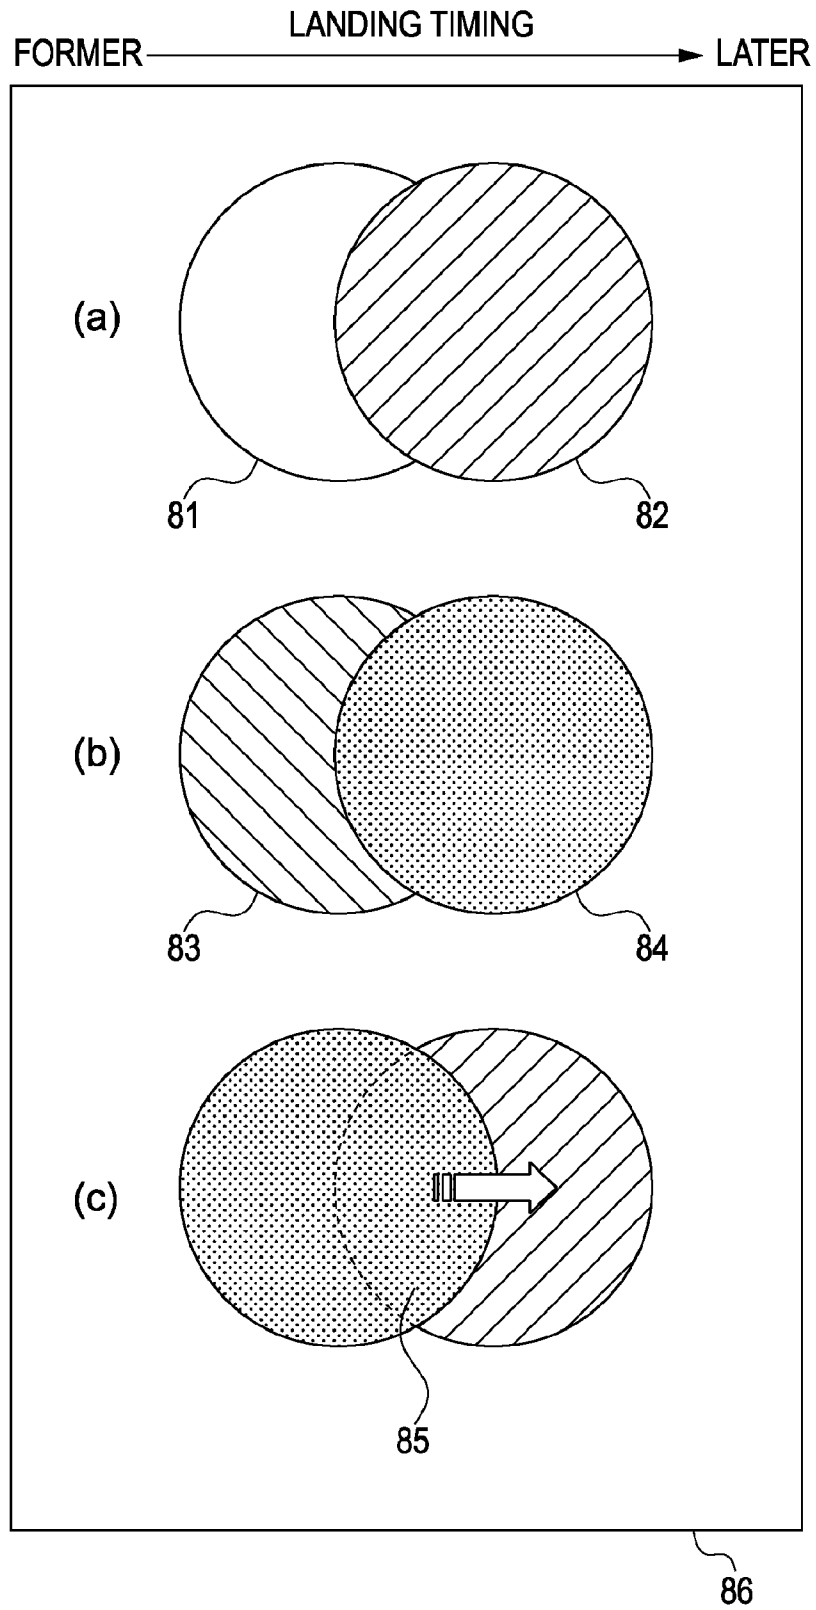 LANDING TIMING
FORMER LATER
(a)
81 82
(b)
83 84
(c)
85
86